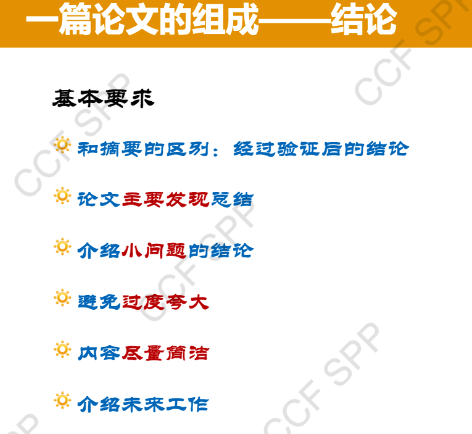 一篇论文的组成——结论
基本要求
和摘要的区别：经过验证后的结论
论文主要发现总结
介绍小问题的结论
避免过度夸大
内容尽量简洁
介绍未来工作
CCF SPP
CCF SPP
CCF SPP
CCF SPP
CCF SPP